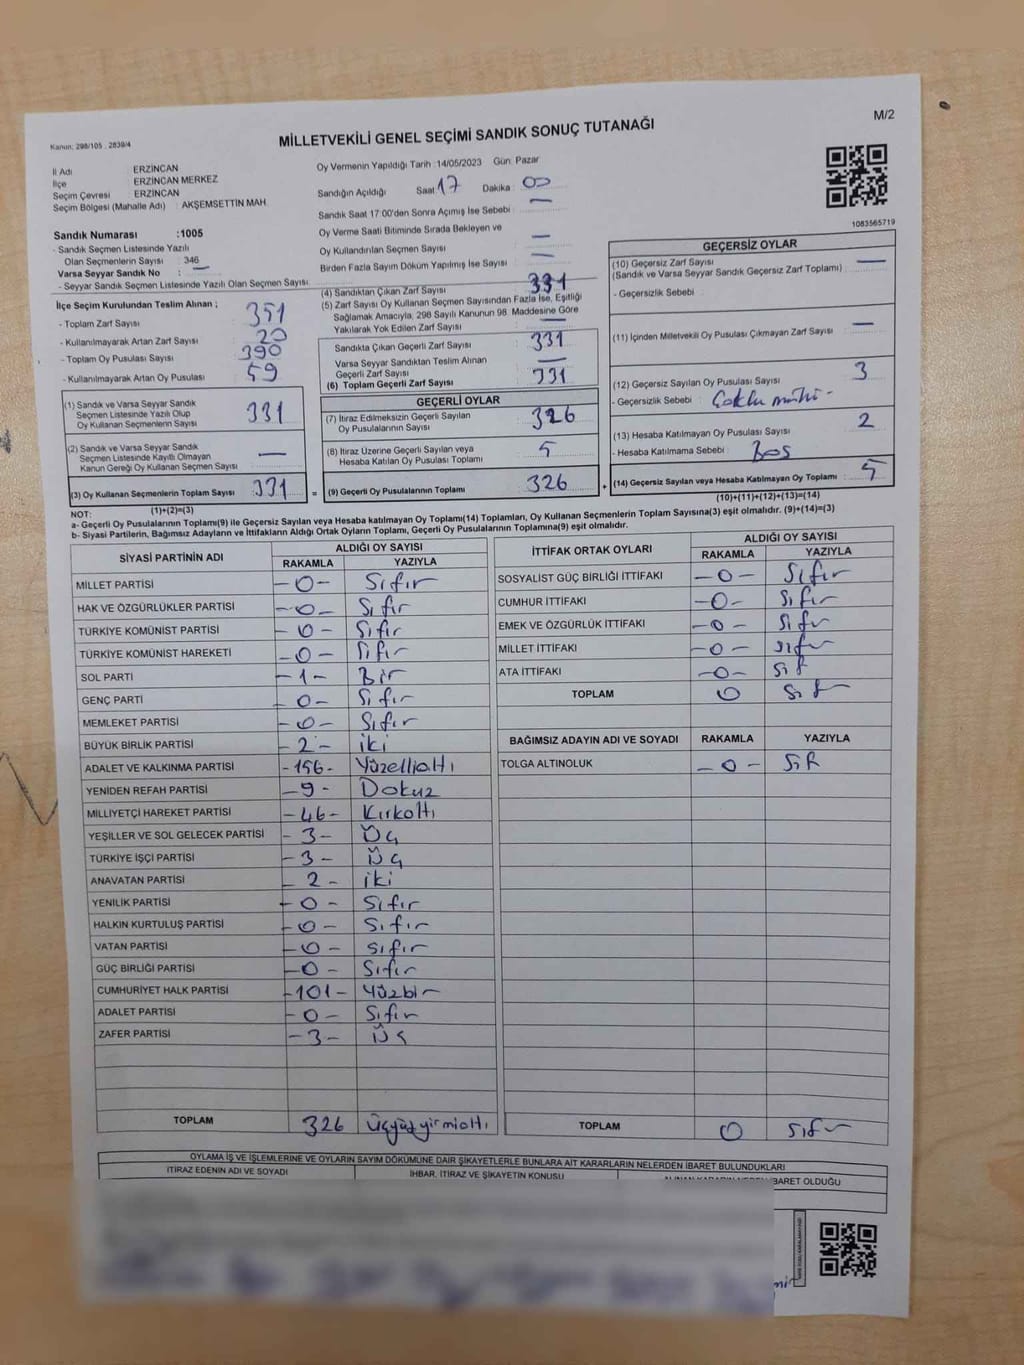 M/2
Kanun: 298/105 , 2839/4
MİLLETVEKİLİ GENEL SEÇİMİ SANDIK SONUÇ TUTANAĞI
İl Adı ERZİNCAN
İlçe ERZİNCAN MERKEZ
Seçim Çevresi ERZİNCAN
Seçim Bölgesi (Mahalle Adı) : AKŞEMSETTİN MAH
Oy Vermenin Yapıldığı Tarih :14/05/2023 Gün: Pazar
Sandığın Açıldığı Saat 17 Dakika : 00
Sandık Saat 17:00'den Sonra Açımış İse Sebebi : —
Oy Verme Saati Bitiminde Sırada Bekleyen ve
Oy Kullandırılan Seçmen Sayısı : —
Birden Fazla Sayım Döküm Yapılmış İse Sayısı : —
1083565719
Sandık Numarası :1005
- Sandık Seçmen Listesinde Yazılı
Olan Seçmenlerin Sayısı : 346
Varsa Seyyar Sandık No : —
- Seyyar Sandık Seçmen Listesinde Yazılı Olan Seçmen Sayısı:
İlçe Seçim Kurulundan Teslim Alınan ;
- Toplam Zarf Sayısı : 351
- Kullanılmayarak Artan Zarf Sayısı : 20
- Toplam Oy Pusulası Sayısı : 390
- Kullanılmayarak Artan Oy Pusulası : 59
(1) Sandık ve Varsa Seyyar Sandık
Seçmen Listesinde Yazılı Olup
Oy Kullanan Seçmenlerin Sayısı : 331
(2) Sandık ve Varsa Seyyar Sandık
Seçmen Listesinde Kayıtlı Olmayan
Kanun Gereği Oy Kullanan Seçmen Sayısı : —
(3) Oy Kullanan Seçmenlerin Toplam Sayısı : 331
(1)+(2)=(3)
(4) Sandıktan Çıkan Zarf Sayısı : 331
(5) Zarf Sayısı Oy Kullanan Seçmen Sayısından Fazla İse, Eşitliği
Sağlamak Amacıyla, 298 Sayılı Kanunun 98. Maddesine Göre
Yakılarak Yok Edilen Zarf Sayısı : —
Sandıkta Çıkan Geçerli Zarf Sayısı : 331
Varsa Seyyar Sandıktan Teslim Alınan
Geçerli Zarf Sayısı : —
(6) Toplam Geçerli Zarf Sayısı : 331
GEÇERLİ OYLAR
(7) İtiraz Edilmeksizin Geçerli Sayılan
Oy Pusulalarının Sayısı : 326
(8) İtiraz Üzerine Geçerli Sayılan veya
Hesaba Katılan Oy Pusulası Toplamı : 5
= (9) Geçerli Oy Pusulalarının Toplamı : 326
GEÇERSİZ OYLAR
(10) Geçersiz Zarf Sayısı : —
(Sandık ve Varsa Seyyar Sandık Geçersiz Zarf Toplamı)
- Geçersizlik Sebebi :
(11) İçinden Milletvekili Oy Pusulası Çıkmayan Zarf Sayısı : —
(12) Geçersiz Sayılan Oy Pusulası Sayısı : 3
- Geçersizlik Sebebi : Çoklu mühü-
(13) Hesaba Katılmayan Oy Pusulası Sayısı : 2
- Hesaba Katılmama Sebebi : Boş
+ (14) Geçersiz Sayılan veya Hesaba Katılmayan Oy Toplamı : 5
(10)+(11)+(12)+(13)=(14)
NOT:
a- Geçerli Oy Pusulalarının Toplamı(9) ile Geçersiz Sayılan veya Hesaba katılmayan Oy Toplamı(14) Toplamları, Oy Kullanan Seçmenlerin Toplam Sayısına(3) eşit olmalıdır. (9)+(14)=(3)
b- Siyasi Partilerin, Bağımsız Adayların ve İttifakların Aldığı Ortak Oyların Toplamı, Geçerli Oy Pusulalarının Toplamına(9) eşit olmalıdır.
SİYASİ PARTİNİN ADI ALDIĞI OY SAYISI
RAKAMLA YAZIYLA
MİLLET PARTİSİ -0- Sıfır
HAK VE ÖZGÜRLÜKLER PARTİSİ -0- Sıfır
TÜRKİYE KOMÜNİST PARTİSİ -0- Sıfır
TÜRKİYE KOMÜNİST HAREKETİ -0- Sıfır
SOL PARTİ -1- Bir
GENÇ PARTİ 0- Sıfır
MEMLEKET PARTİSİ -0- Sıfır
BÜYÜK BİRLİK PARTİSİ -2- iki
ADALET VE KALKINMA PARTİSİ -156- Yüzellialtı
YENİDEN REFAH PARTİSİ -9- Dokuz
MİLLİYETÇİ HAREKET PARTİSİ -46- Kırkaltı
YEŞİLLER VE SOL GELECEK PARTİSİ -3- Üç
TÜRKİYE İŞÇİ PARTİSİ -3- Üç
ANAVATAN PARTİSİ -2- iki
YENİLİK PARTİSİ -0- Sıfır
HALKIN KURTULUŞ PARTİSİ -0- Sıfır
VATAN PARTİSİ -0- Sıfır
GÜÇ BİRLİĞİ PARTİSİ -0- Sıfır
CUMHURİYET HALK PARTİSİ -101- Yüzbir
ADALET PARTİSİ -0- Sıfır
ZAFER PARTİSİ -3- Üç
TOPLAM 326 üçyüzyirmialtı
İTTİFAK ORTAK OYLARI ALDIĞI OY SAYISI
RAKAMLA YAZIYLA
SOSYALİST GÜÇ BİRLİĞİ İTTİFAKI -0- Sıfır
CUMHUR İTTİFAKI -0- Sıfır
EMEK VE ÖZGÜRLÜK İTTİFAKI -0- Sıfır
MİLLET İTTİFAKI -0- sıfır
ATA İTTİFAKI -0- Sıf
TOPLAM 0 Sıfır
BAĞIMSIZ ADAYIN ADI VE SOYADI RAKAMLA YAZIYLA
TOLGA ALTINOLUK -0-
TOPLAM 0 Sıfır
OYLAMA İŞ VE İŞLEMLERİNE VE OYLARIN SAYIM DÖKÜMÜNE DAİR ŞİKAYETLERLE BUNLARA AİT KARARLARIN NELERDEN İBARET BULUNDUKLARI
İTİRAZ EDENİN ADI VE SOYADI İHBAR, İTİRAZ VE ŞİKAYETİN KONUSU ALINAN KARARIN NEDEN İBARET OLDUĞU